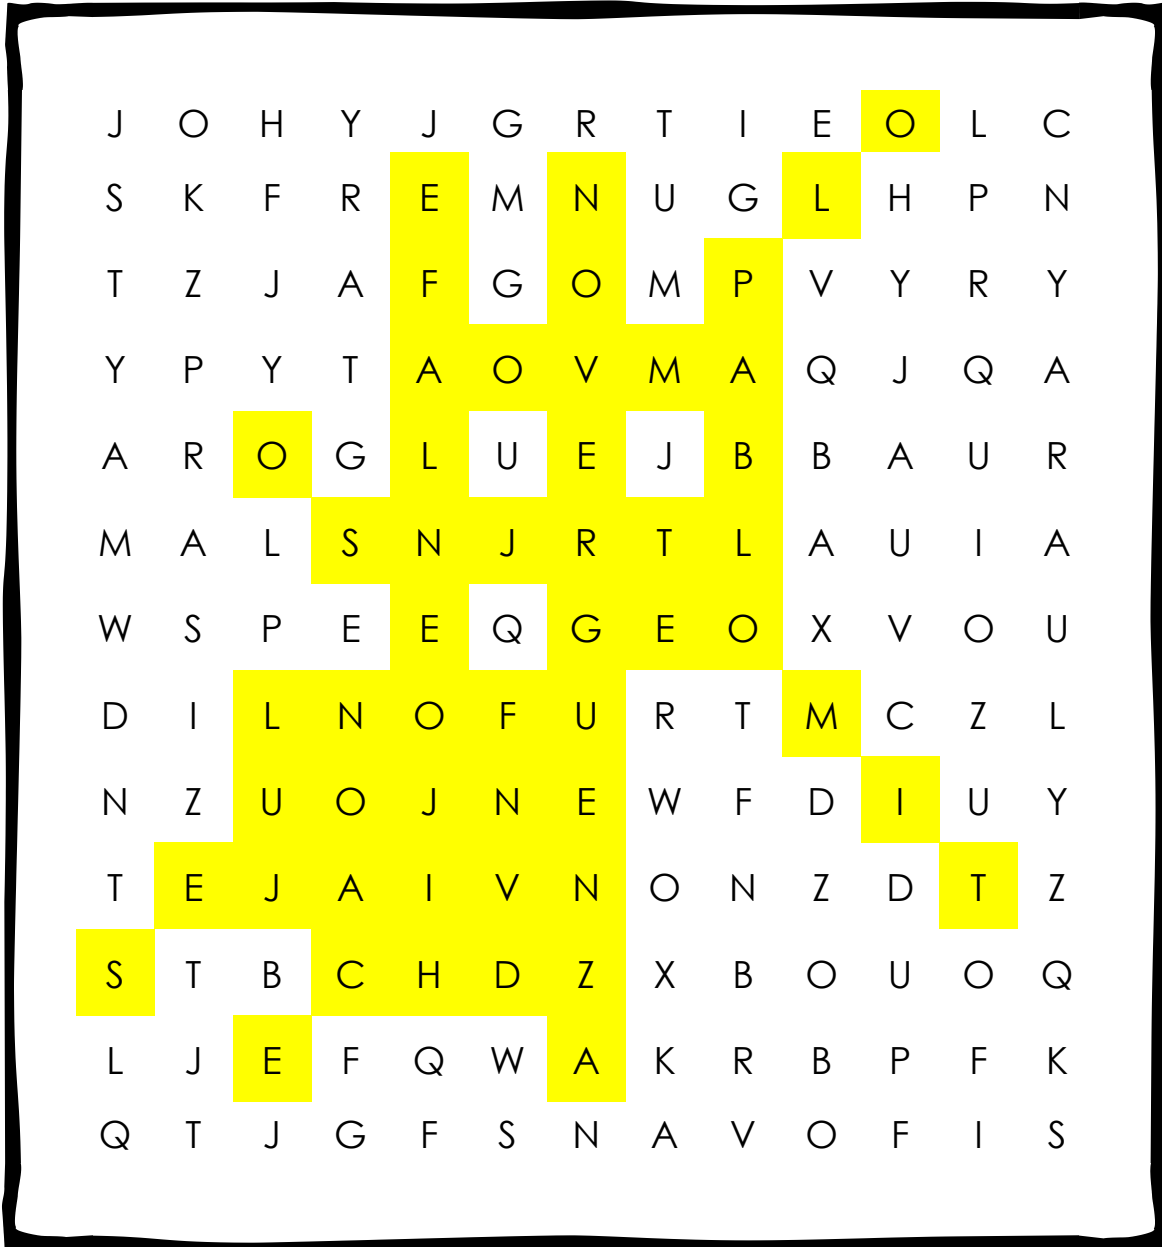 J O H Y J G R T I E O L C
S K F R E M N U G L H P N
T Z J A F G O M P V Y R Y
Y P Y T A O V M A Q J Q A
A R O G L U E J B B A U R
M A L S N J R T L A U I A
W S P E E Q G E O X V O U
D I L N O F U R T M C Z L
N Z U O J N E W F D I U Y
T E J A I V N O N Z D T Z
S T B C H D Z X B O U O Q
L J E F Q W A K R B P F K
Q T J G F S N A V O F I S